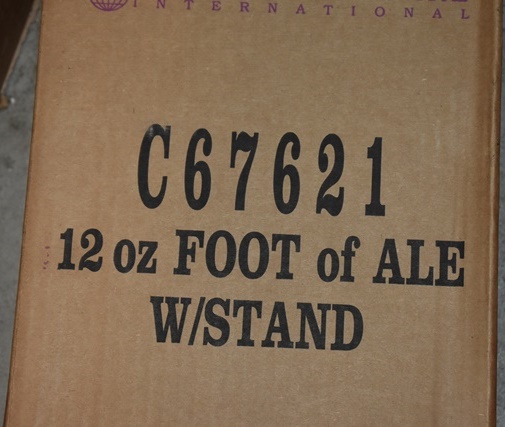 INTERNATIONAL
C67621
12 oz FOOT of ALE
W/STAND